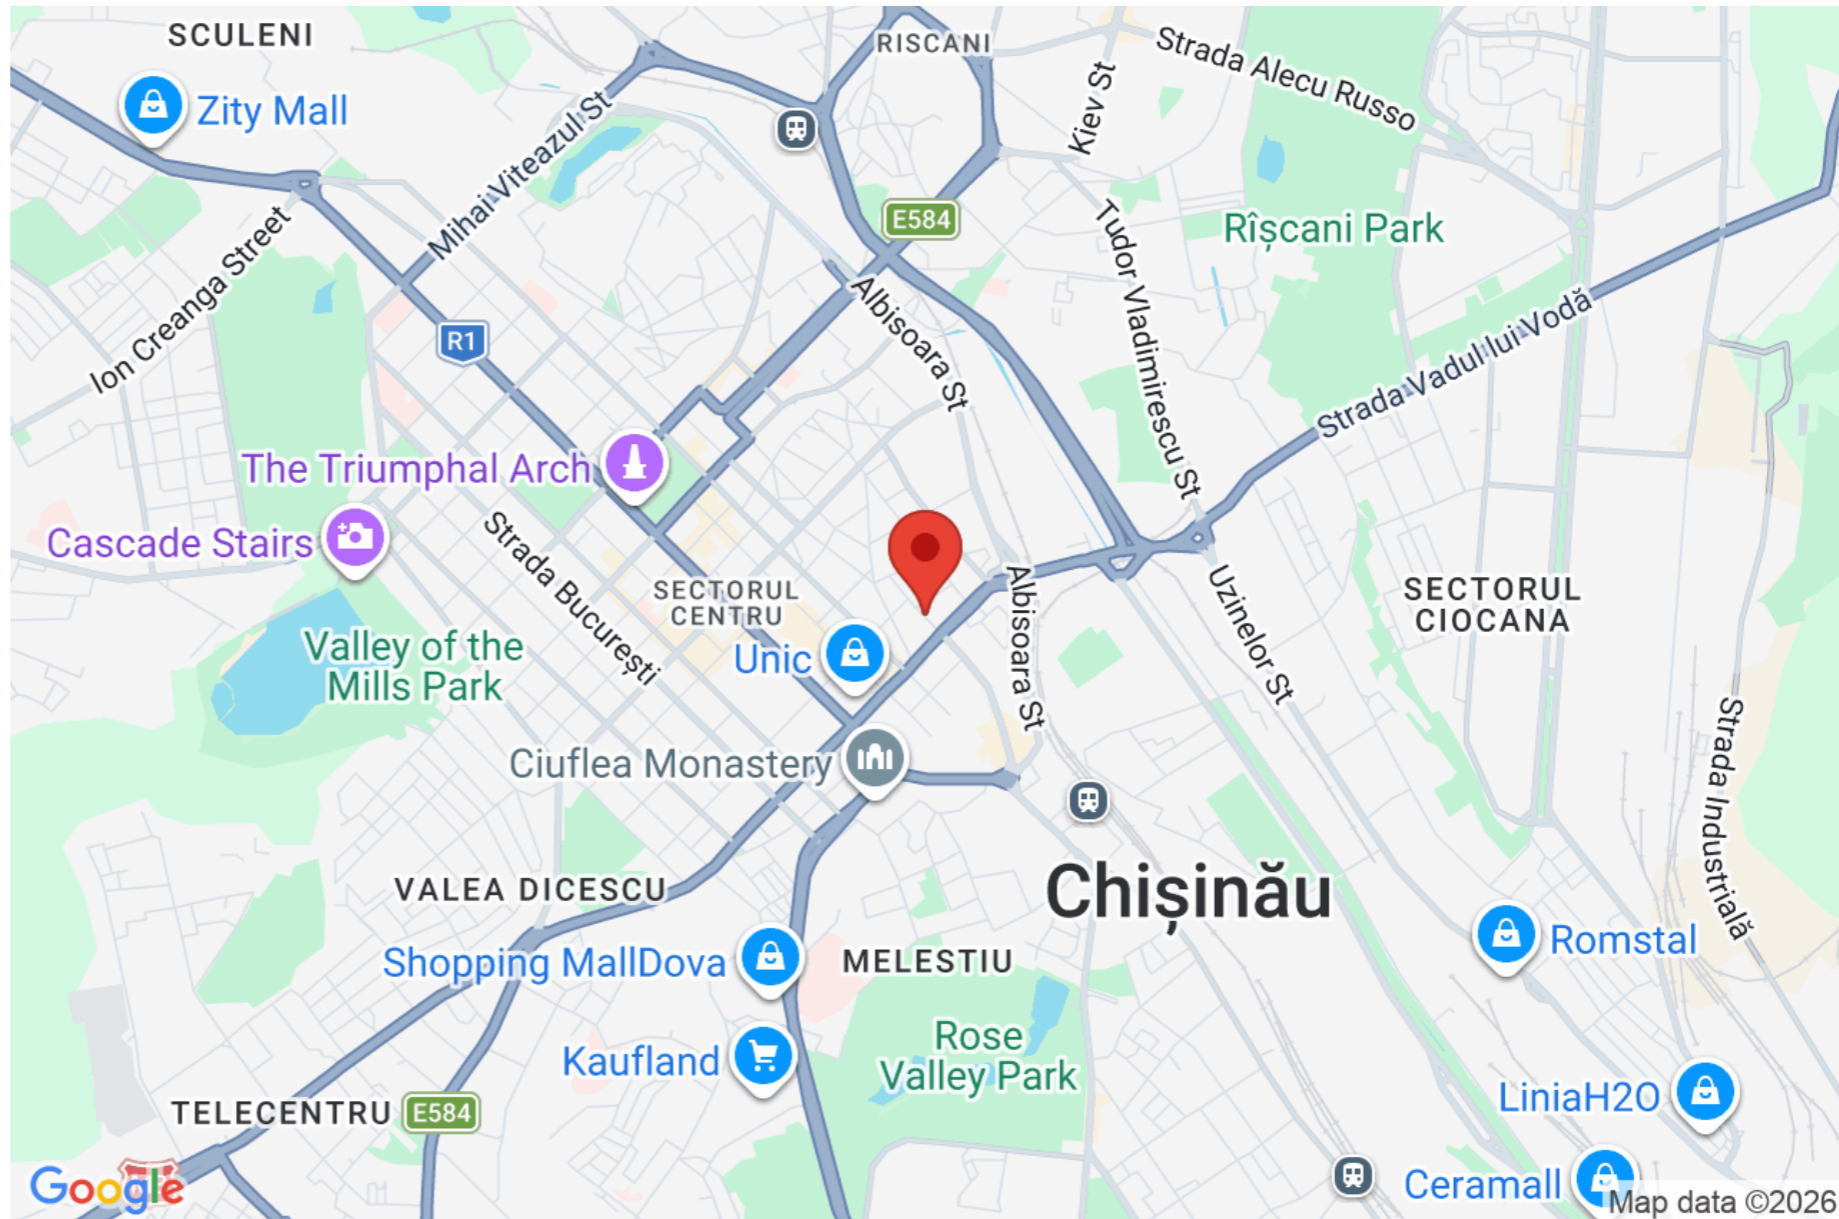 SCULENI
RISCANI
Strada Alecu Russo
Zity Mall
Mihai Viteazul St
Kiev St
E584
Rîșcani Park
Ion Creanga Street
Tudor Vladimirescu St
Albisoara St
R1
Strada Vadul lui Vodă
The Triumphal Arch
Cascade Stairs
Strada București
SECTORUL
CENTRU
Albisoara St
Uzinelor St
SECTORUL
CIOCANA
Valley of the
Mills Park
Unic
Ciuflea Monastery
Strada Industrială
VALEA DICESCU
Chișinău
Shopping MallDova
MELESTIU
Romstal
Rose
Valley Park
Kaufland
LiniaH2O
TELECENTRU
E584
Google
Ceramall
Map data ©2026